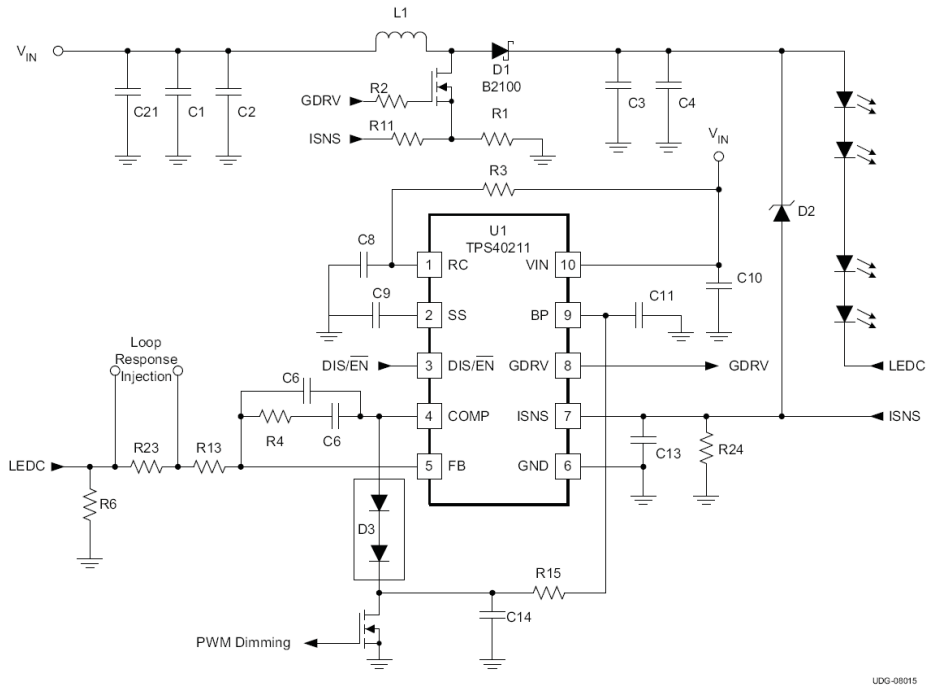 L1
VIN
D1
B2100
C21
C1
C2
GDRV
R2
C3
C4
ISNS
R11
R1
VIN
R3
D2
U1
TPS40211
C8
1
RC
VIN
10
C10
C9
2
SS
BP
9
C11
Loop
Response
Injection
DIS/EN
3
DIS/EN
GDRV
8
GDRV
LEDC
C6
4
COMP
ISNS
7
ISNS
R4
C6
C13
R24
LEDC
R23
R13
5
FB
GND
6
R6
D3
R15
C14
PWM Dimming
UDG-08015